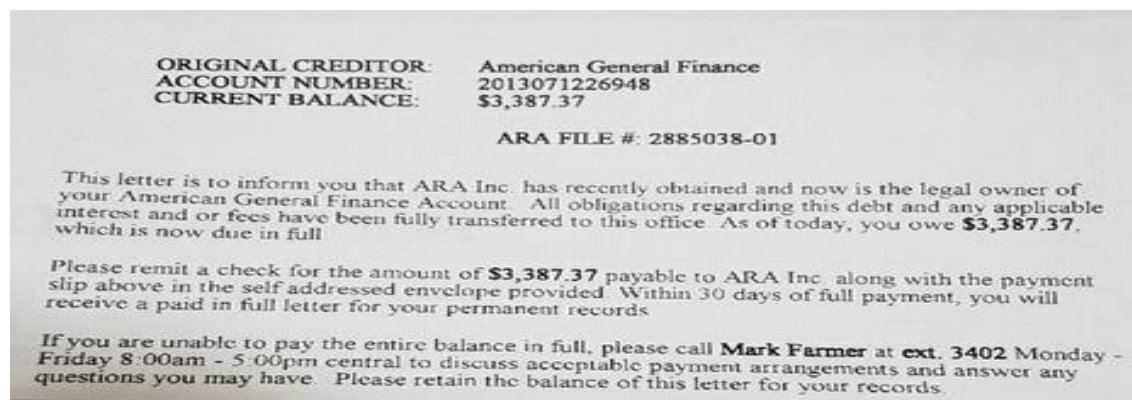 ORIGINAL CREDITOR: American General Finance
ACCOUNT NUMBER: 2013071226948
CURRENT BALANCE: $3,387.37
ARA FILE #: 2885038-01
This letter is to inform you that ARA Inc. has recently obtained and now is the legal owner of
your American General Finance Account. All obligations regarding this debt and any applicable
interest and or fees have been fully transferred to this office. As of today, you owe $3,387.37,
which is now due in full.
Please remit a check for the amount of $3,387.37 payable to ARA Inc. along with the payment
slip above in the self addressed envelope provided. Within 30 days of full payment, you will
receive a paid in full letter for your permanent records.
If you are unable to pay the entire balance in full, please call Mark Farmer at ext. 3402 Monday -
Friday 8:00am - 5:00pm central to discuss acceptable payment arrangements and answer any
questions you may have. Please retain the balance of this letter for your records.